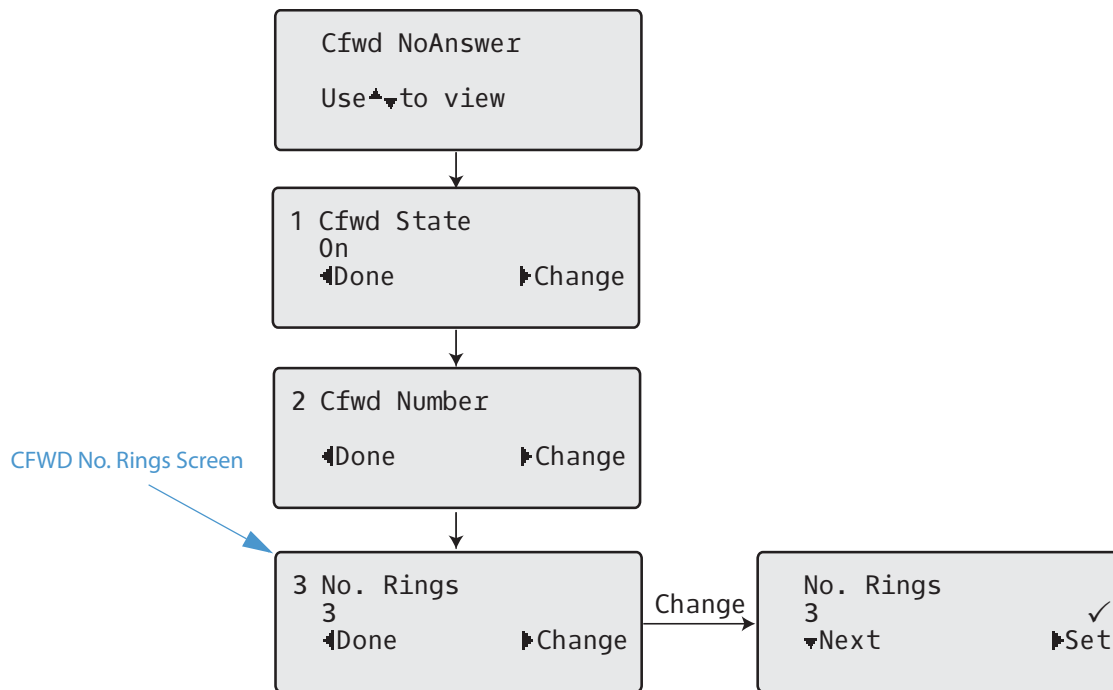 Cfwd NoAnswer
Use▲▼to view
1 Cfwd State
On
◀Done ▶Change
2 Cfwd Number
◀Done ▶Change
CFWD No. Rings Screen
3 No. Rings
3
◀Done ▶Change
Change
No. Rings
3 ✓
▼Next ▶Set